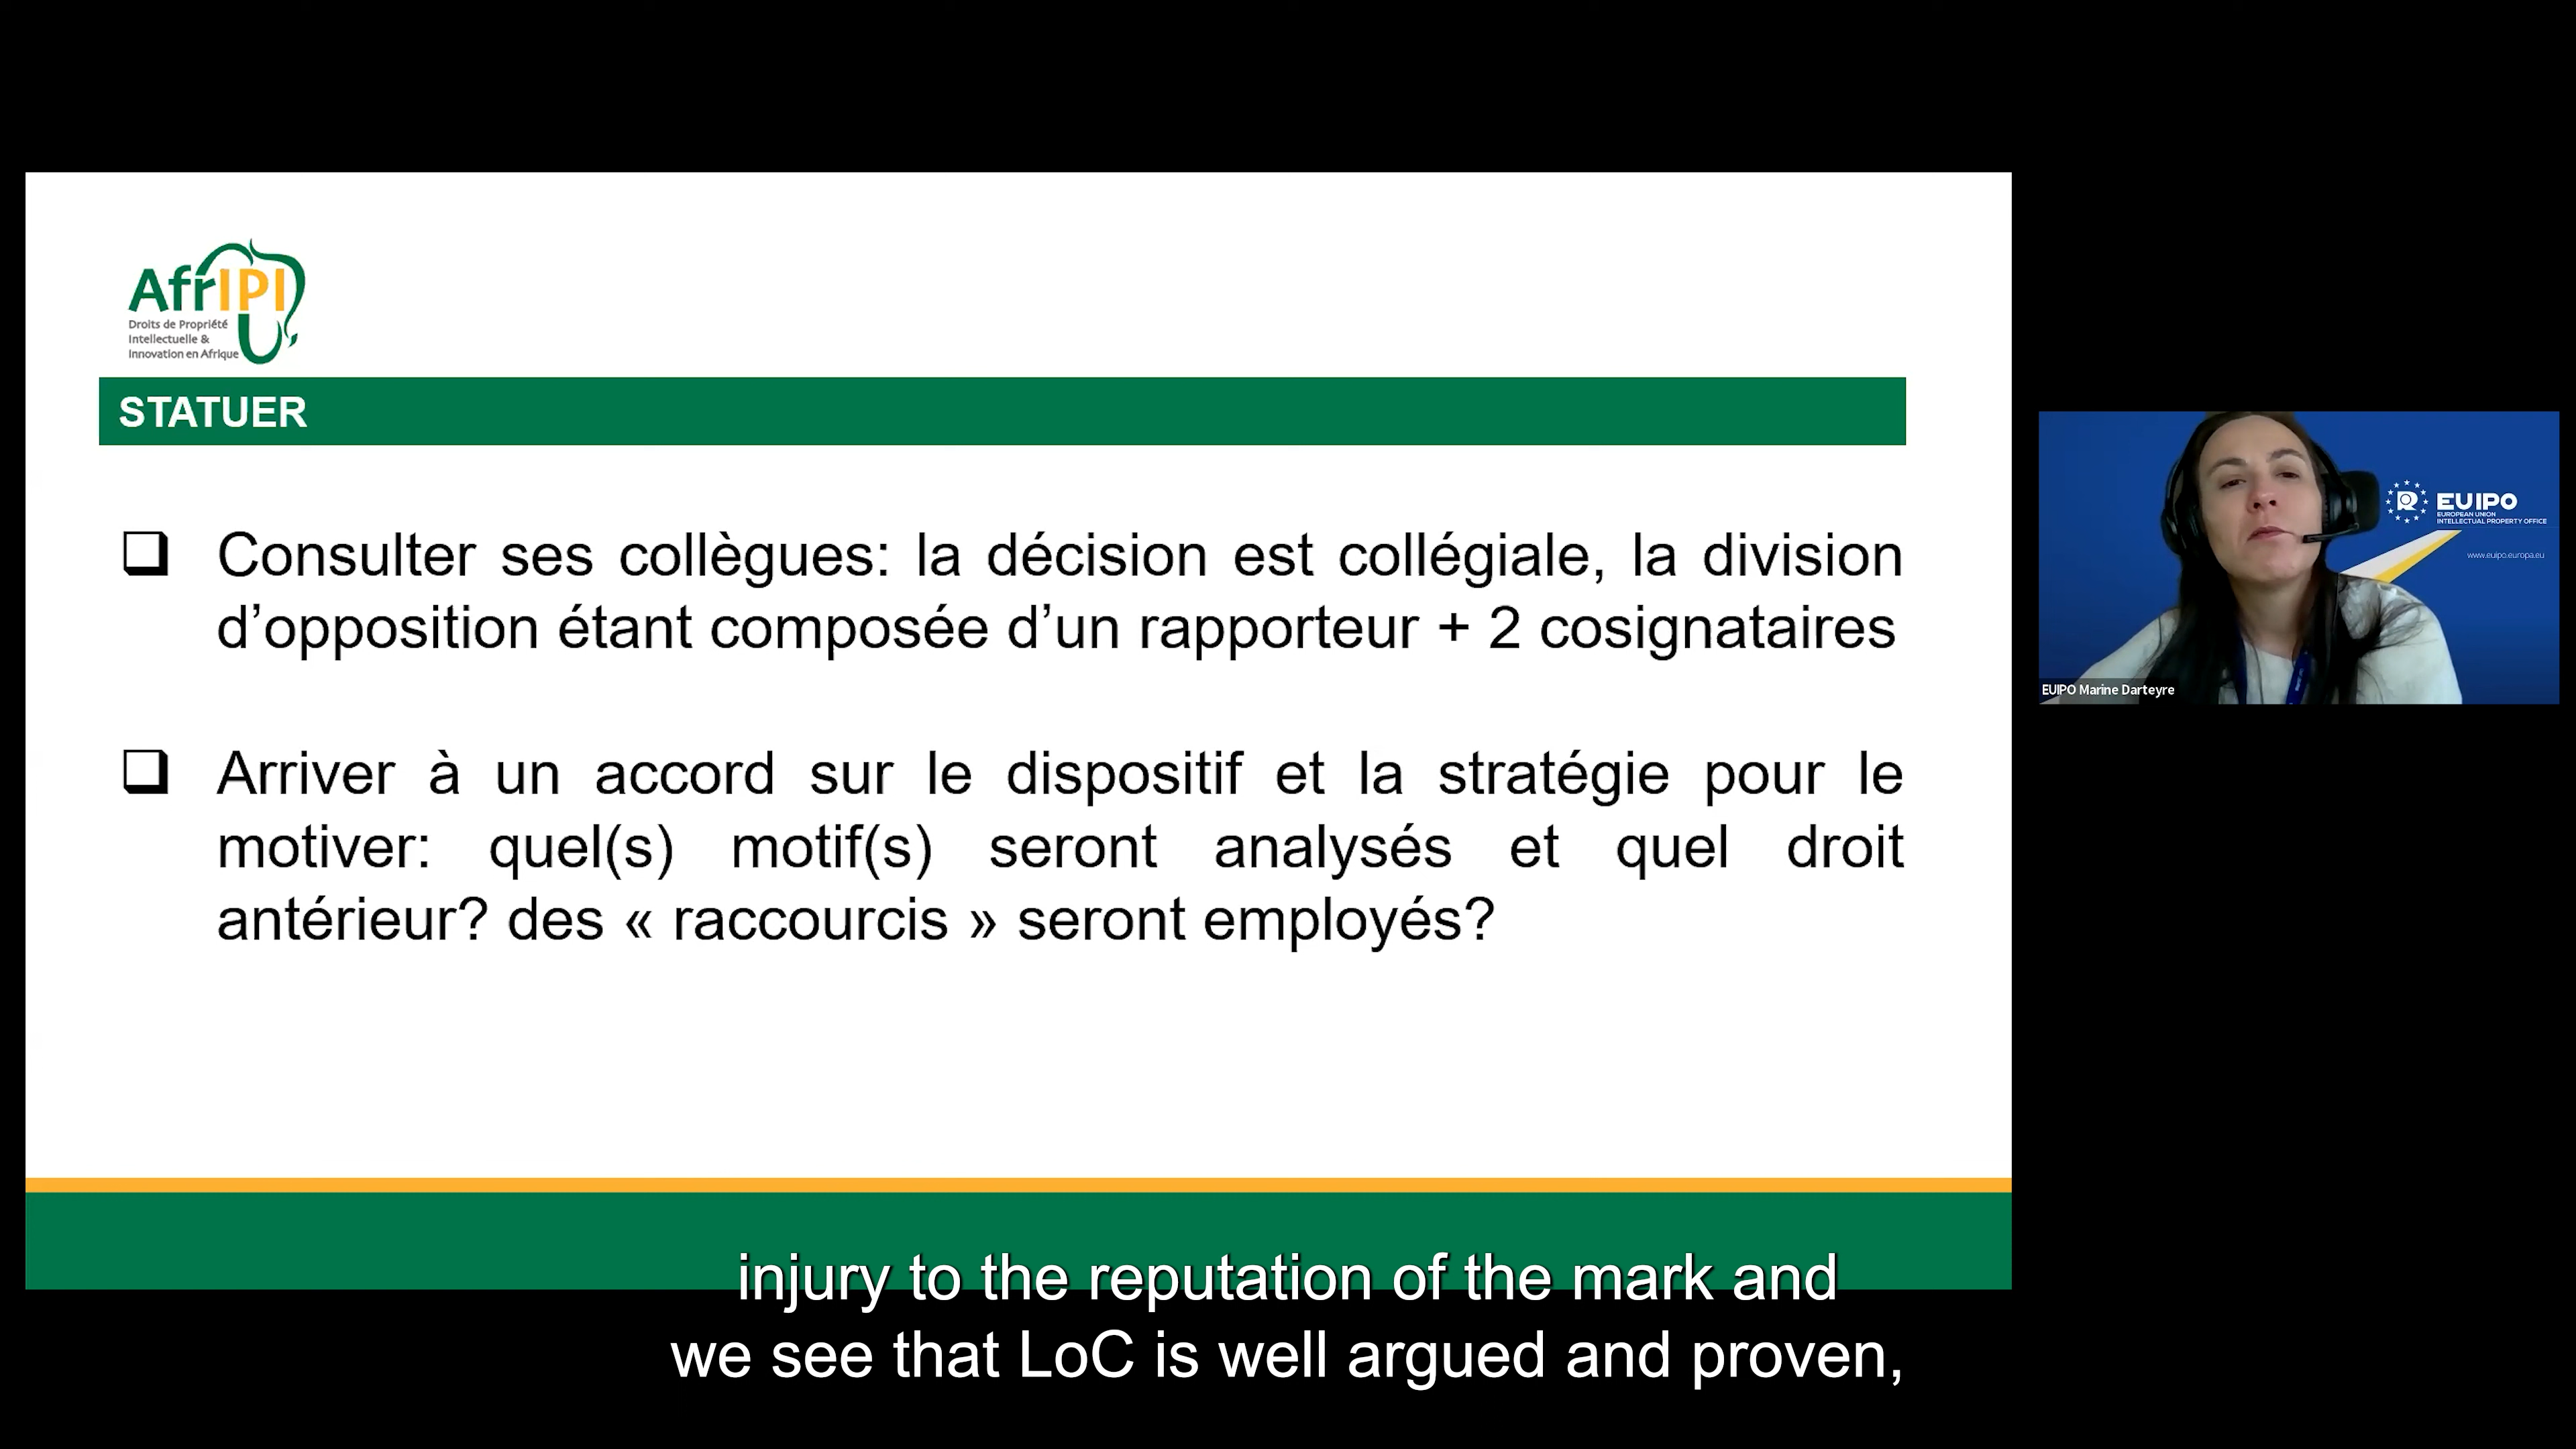 AfrIPI
Droits de Propriété
Intellectuelle &
Innovation en Afrique
STATUER
❑ Consulter ses collègues: la décision est collégiale, la division
d’opposition étant composée d’un rapporteur + 2 cosignataires
❑ Arriver à un accord sur le dispositif et la stratégie pour le
motiver: quel(s) motif(s) seront analysés et quel droit
antérieur? des « raccourcis » seront employés?
EUIPO
EUROPEAN UNION
INTELLECTUAL PROPERTY OFFICE
www.euipo.europa.eu
EUIPO Marine Darteyre
injury to the reputation of the mark and
we see that LoC is well argued and proven,